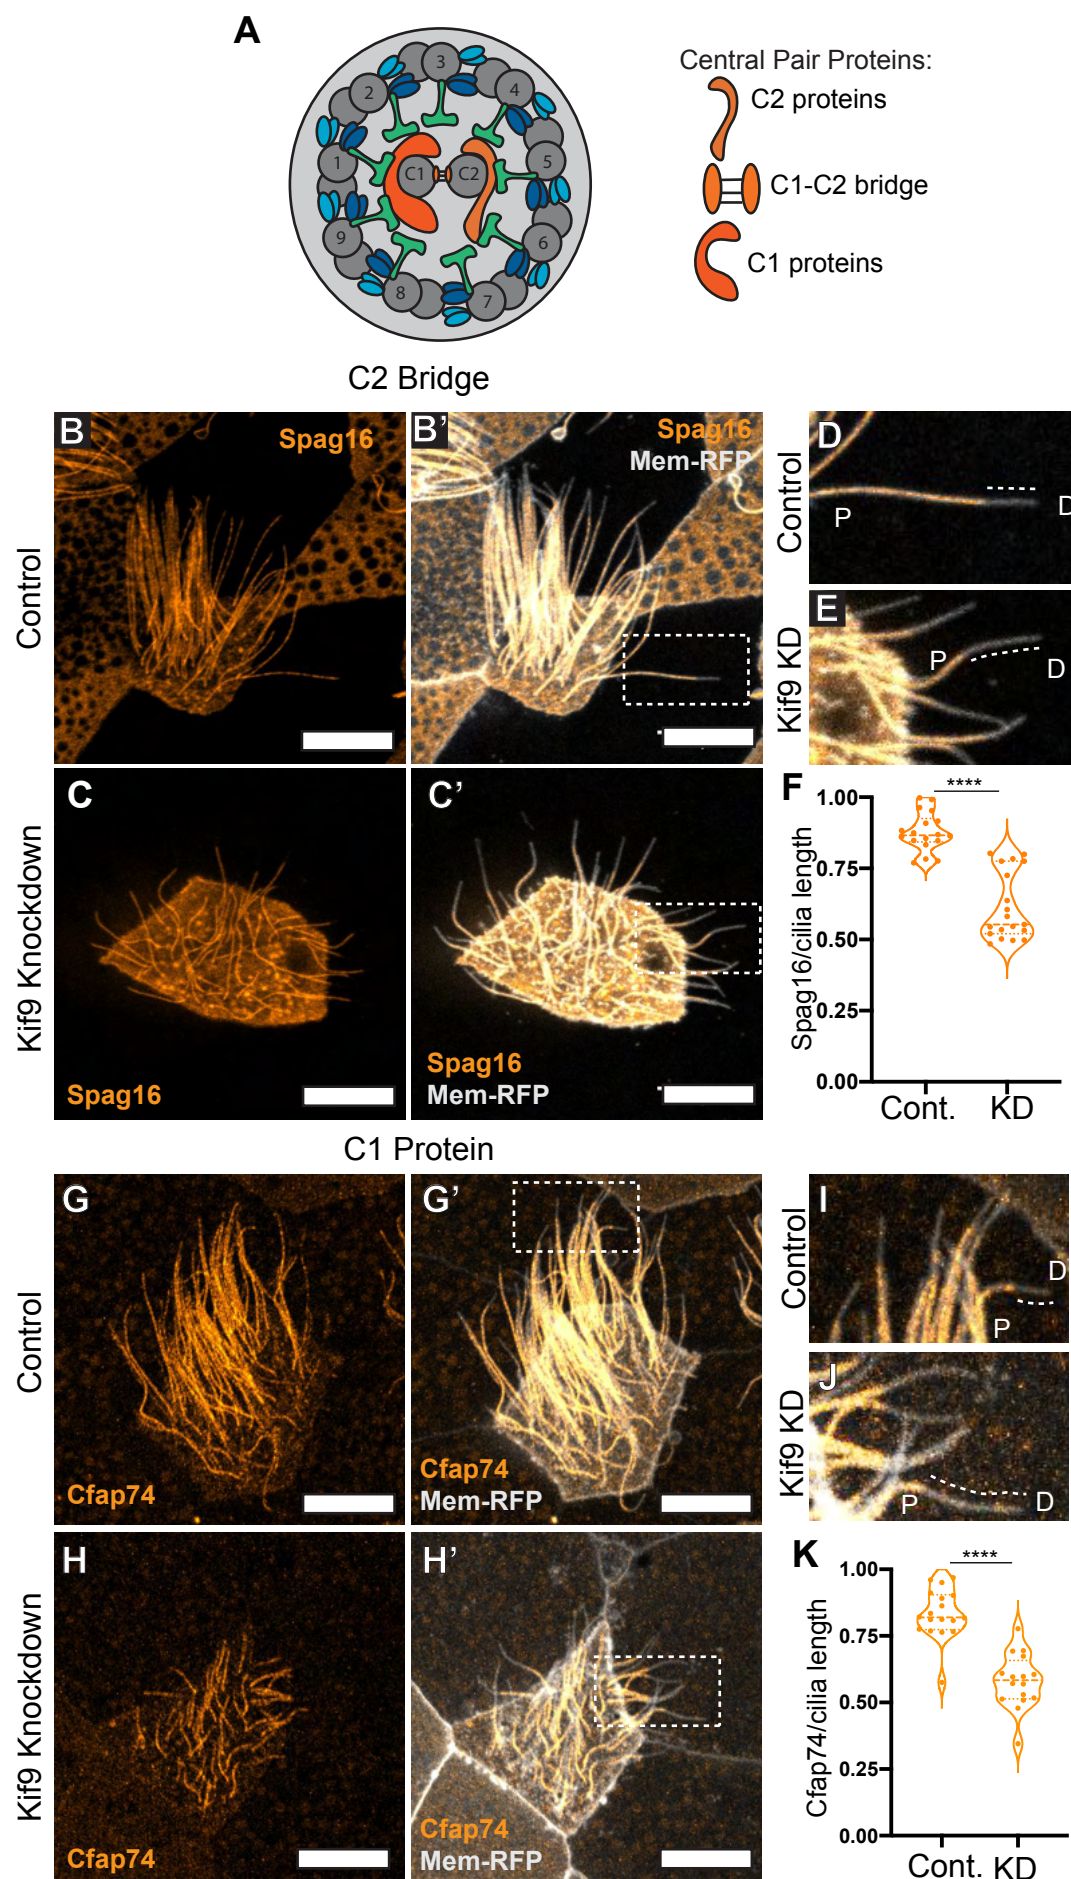 A
Central Pair Proteins:
C2 proteins
C1-C2 bridge
C1 proteins
1
2
3
4
5
6
7
8
9
C1
C2
C2 Bridge
Control
B
Spag16
B'
Spag16
Mem-RFP
Control
D
P
D
Kif9 KD
E
P
D
Kif9 Knockdown
C
Spag16
C'
Spag16
Mem-RFP
F
****
Spag16/cilia length
1.00
0.75
0.50
0.25
0.00
Cont.
KD
C1 Protein
Control
G
Cfap74
G'
Cfap74
Mem-RFP
Control
I
D
P
Kif9 KD
J
P
D
Kif9 Knockdown
H
Cfap74
H'
Cfap74
Mem-RFP
K
****
Cfap74/cilia length
1.00
0.75
0.50
0.25
0.00
Cont.
KD